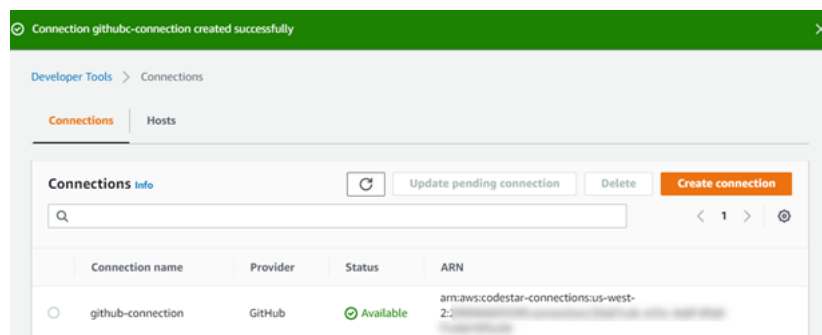 Connection githubc-connection created successfully
Developer Tools > Connections
Connections Hosts
Connections Info Update pending connection Delete Create connection
< 1 >
Connection name Provider Status ARN
github-connection GitHub Available arn:aws:codestar-connections:us-west-
2: